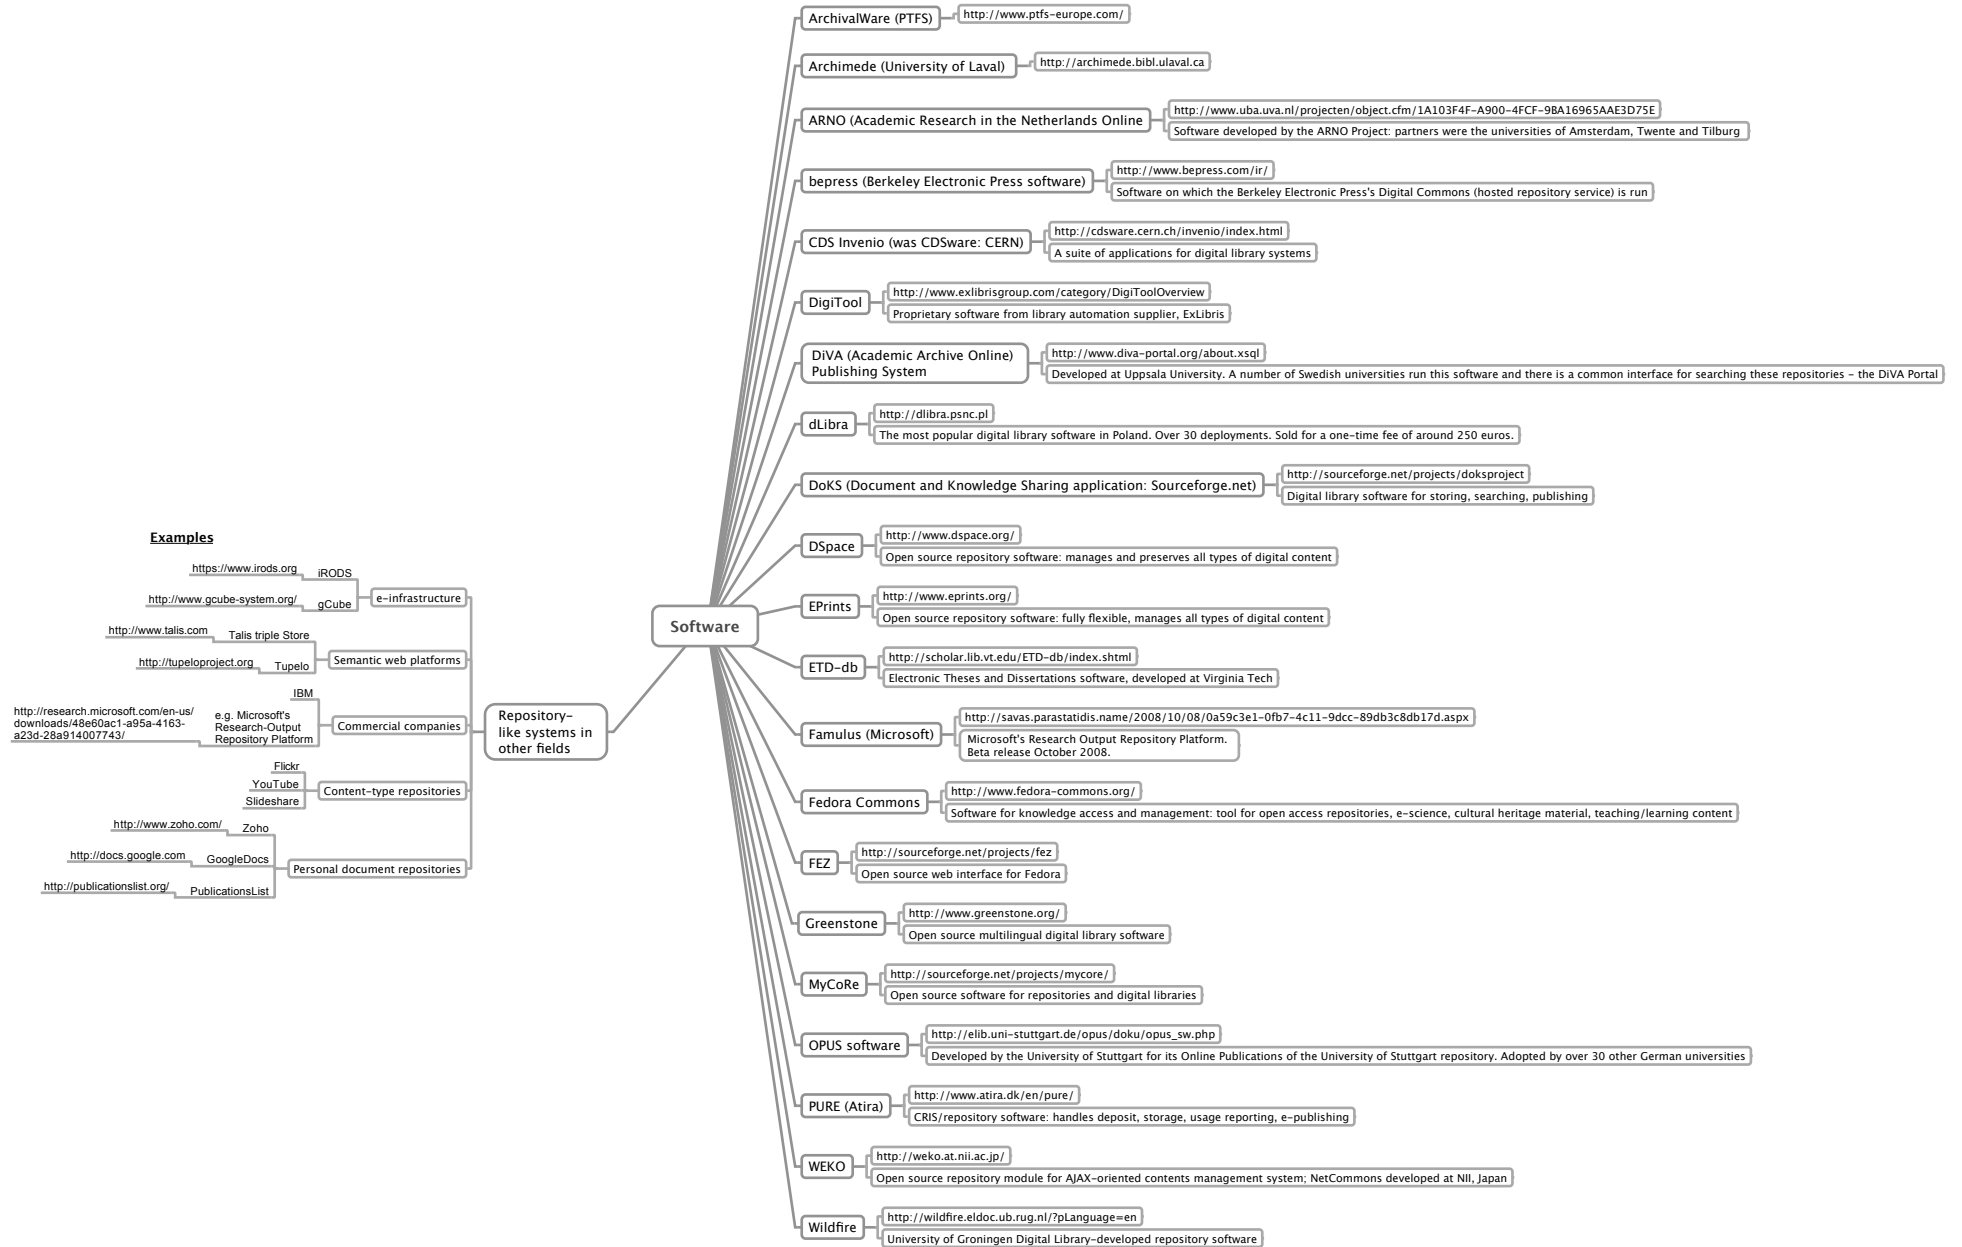 ArchivalWare (PTFS)
http://www.ptfs-europe.com/
Archimede (University of Laval)
http://archimede.bibl.ulaval.ca
ARNO (Academic Research in the Netherlands Online
http://www.uba.uva.nl/projecten/object.cfm/1A103F4F-A900-4FCF-9BA16965AAE3D75E
Software developed by the ARNO Project: partners were the universities of Amsterdam, Twente and Tilburg
bepress (Berkeley Electronic Press software)
http://www.bepress.com/ir/
Software on which the Berkeley Electronic Press's Digital Commons (hosted repository service) is run
CDS Invenio (was CDSware: CERN)
http://cdsware.cern.ch/invenio/index.html
A suite of applications for digital library systems
DigiTool
http://www.exlibrisgroup.com/category/DigiToolOverview
Proprietary software from library automation supplier, ExLibris
DiVA (Academic Archive Online)
Publishing System
http://www.diva-portal.org/about.xsql
Developed at Uppsala University. A number of Swedish universities run this software and there is a common interface for searching these repositories - the DiVA Portal
dLibra
http://dlibra.psnc.pl
The most popular digital library software in Poland. Over 30 deployments. Sold for a one-time fee of around 250 euros.
DoKS (Document and Knowledge Sharing application: Sourceforge.net)
http://sourceforge.net/projects/doksproject
Digital library software for storing, searching, publishing
DSpace
http://www.dspace.org/
Open source repository software: manages and preserves all types of digital content
EPrints
http://www.eprints.org/
Open source repository software: fully flexible, manages all types of digital content
Software
ETD-db
http://scholar.lib.vt.edu/ETD-db/index.shtml
Electronic Theses and Dissertations software, developed at Virginia Tech
Famulus (Microsoft)
http://savas.parastatidis.name/2008/10/08/0a59c3e1-0fb7-4c11-9dcc-89db3c8db17d.aspx
Microsoft's Research Output Repository Platform.
Beta release October 2008.
Fedora Commons
http://www.fedora-commons.org/
Software for knowledge access and management: tool for open access repositories, e-science, cultural heritage material, teaching/learning content
FEZ
http://sourceforge.net/projects/fez
Open source web interface for Fedora
Greenstone
http://www.greenstone.org/
Open source multilingual digital library software
MyCoRe
http://sourceforge.net/projects/mycore/
Open source software for repositories and digital libraries
OPUS software
http://elib.uni-stuttgart.de/opus/doku/opus_sw.php
Developed by the University of Stuttgart for its Online Publications of the University of Stuttgart repository. Adopted by over 30 other German universities
PURE (Atira)
http://www.atira.dk/en/pure/
CRIS/repository software: handles deposit, storage, usage reporting, e-publishing
WEKO
http://weko.at.nii.ac.jp/
Open source repository module for AJAX-oriented contents management system; NetCommons developed at NII, Japan
Wildfire
http://wildfire.eldoc.ub.rug.nl/?pLanguage=en
University of Groningen Digital Library-developed repository software
Repository-
like systems in
other fields
Examples
https://www.irods.org
iRODS
http://www.gcube-system.org/
gCube
e-infrastructure
http://www.talis.com
Talis triple Store
http://tupeloproject.org
Tupelo
Semantic web platforms
IBM
http://research.microsoft.com/en-us/
downloads/48e60ac1-a95a-4163-
a23d-28a914007743/
e.g. Microsoft's
Research-Output
Repository Platform
Commercial companies
Flickr
YouTube
Slideshare
Content-type repositories
http://www.zoho.com/
Zoho
http://docs.google.com
GoogleDocs
http://publicationslist.org/
PublicationsList
Personal document repositories